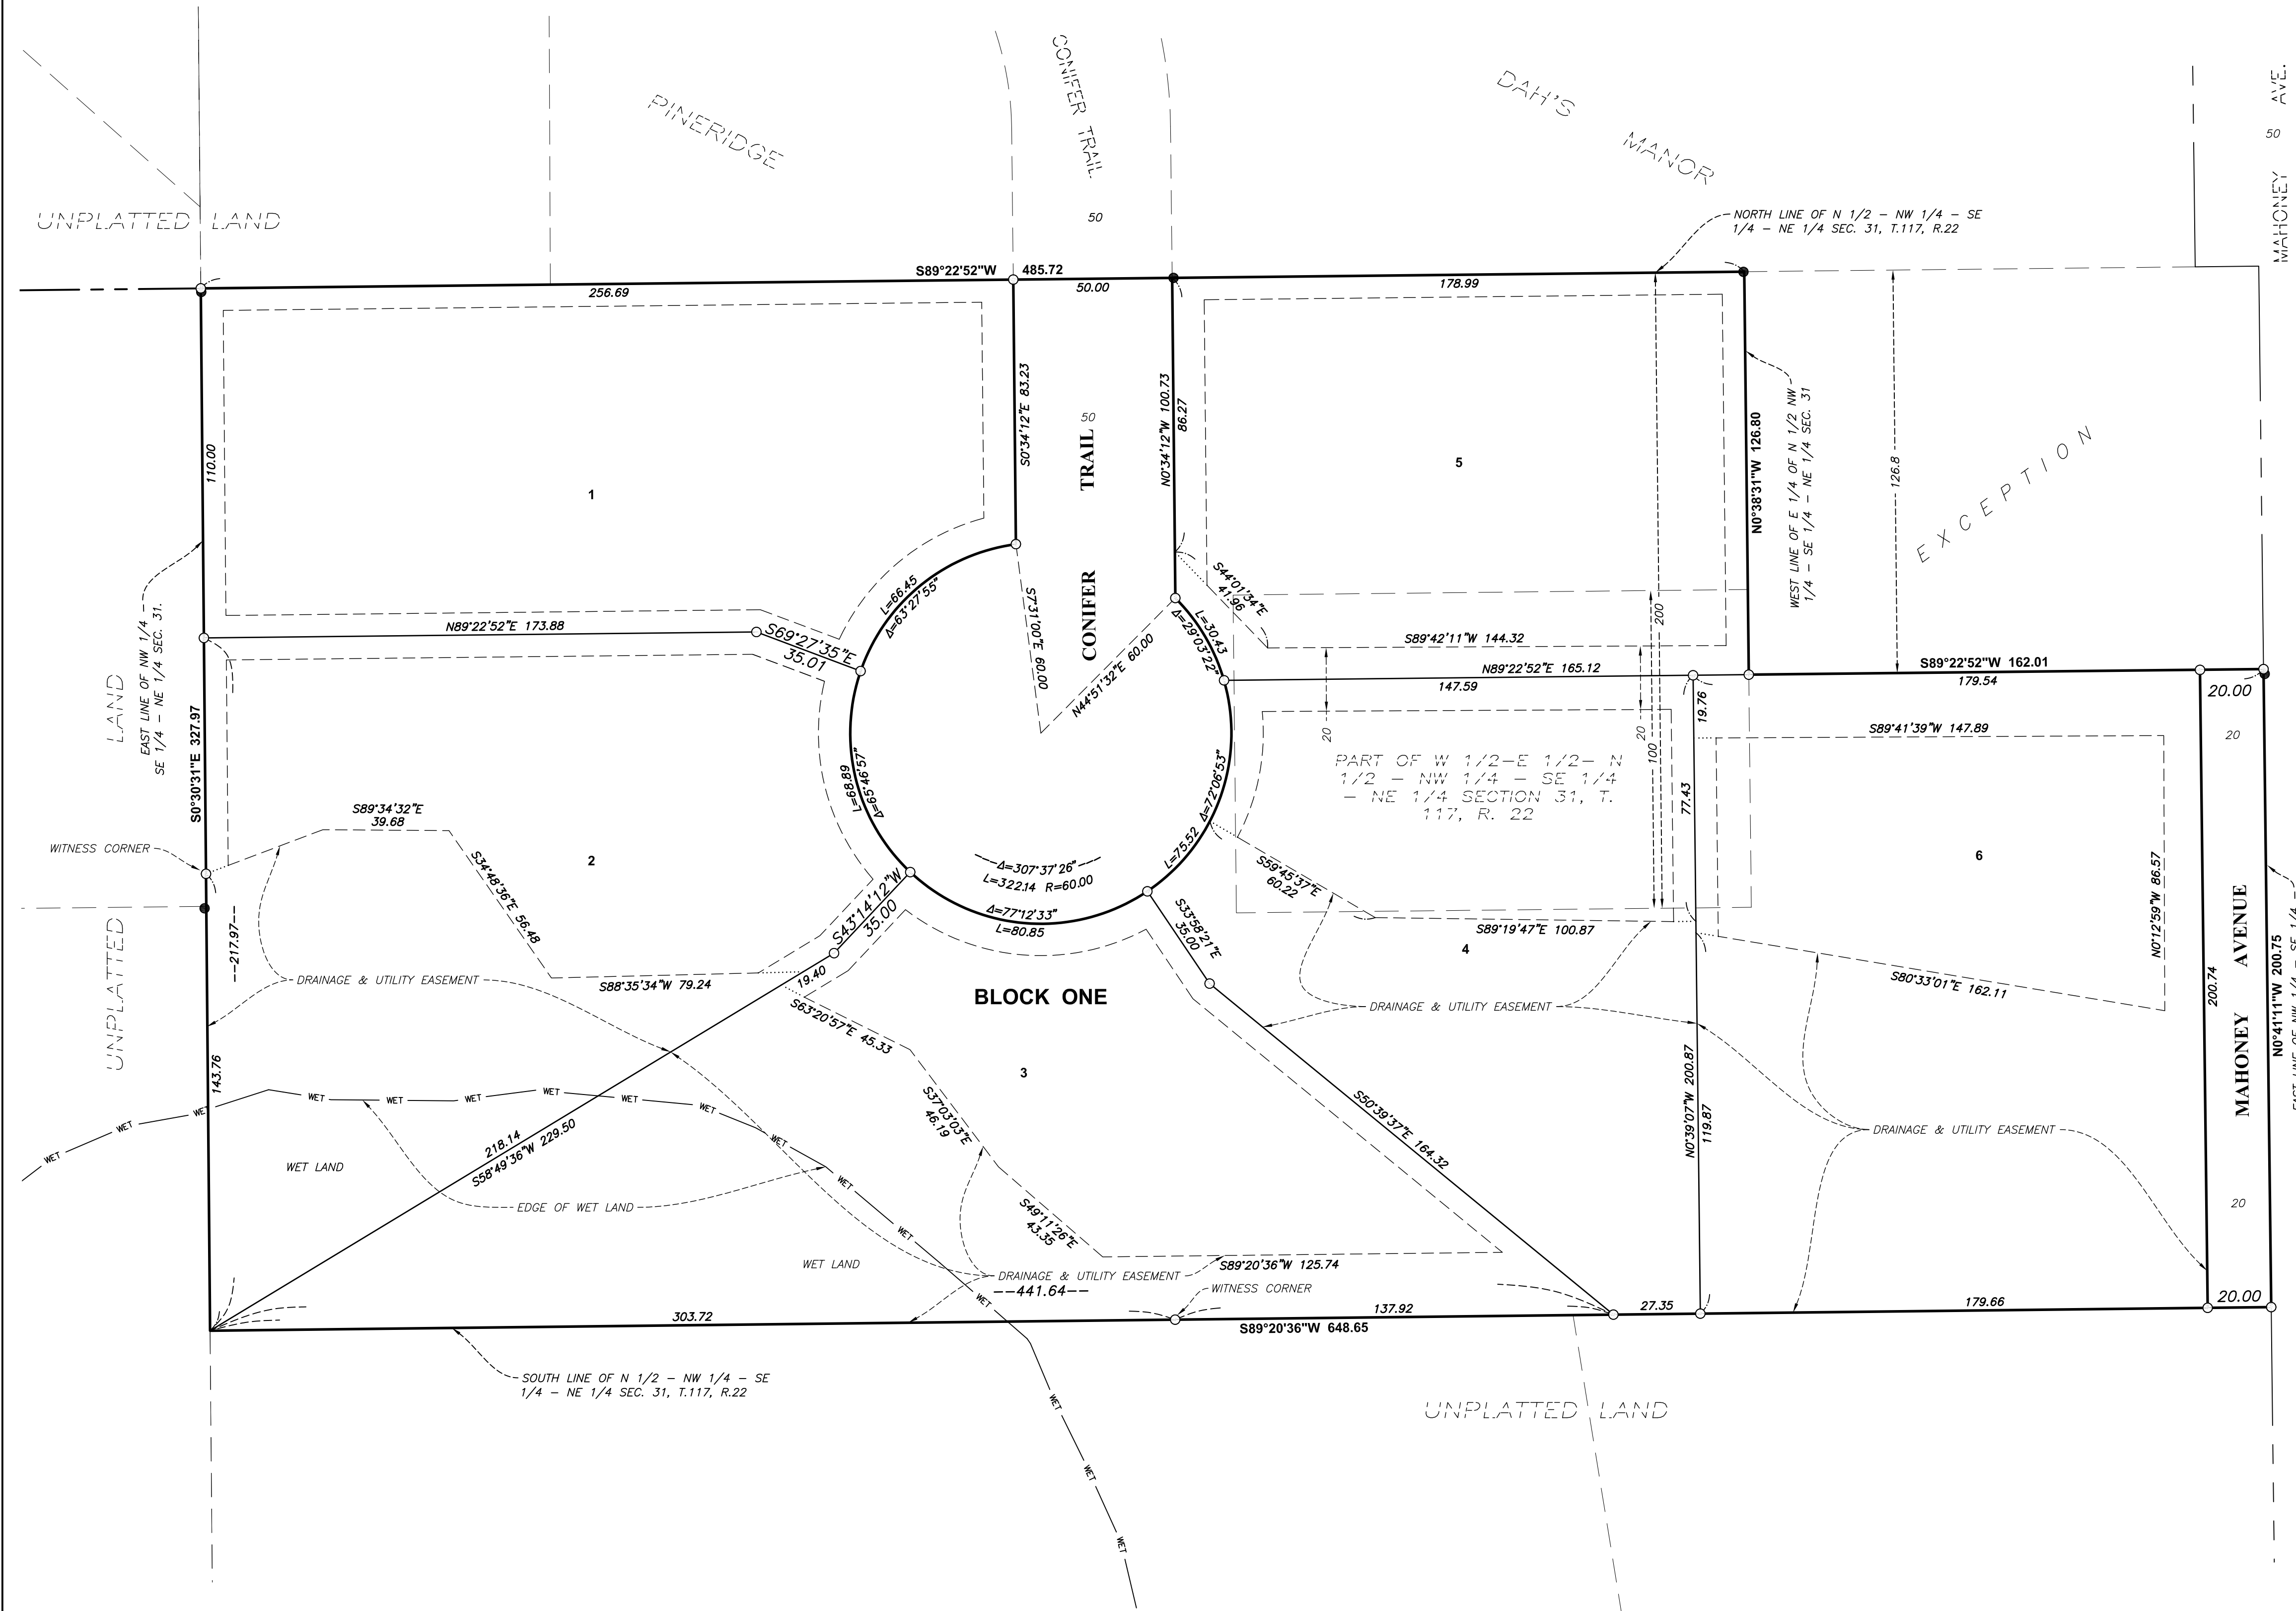 CONIFER TRAIL
50
PINERIDGE
DAH'S MANOR
MAHONEY AVE.
50
UNPLATTED LAND
NORTH LINE OF N 1/2 - NW 1/4 - SE
1/4 - NE 1/4 SEC. 31, T.117, R.22
S89°22'52"W 485.72
256.69
50.00
178.99
110.00
S0°34'12"E 83.23
50
CONIFER TRAIL
N0°34'12"W 100.73
86.27
5
1
200
N0°38'31"W 126.80
WEST LINE OF E 1/4 OF N 1/2 NW
1/4 - SE 1/4 - NE 1/4 SEC. 31
126.8
EXCEPTION
EAST LINE OF NW 1/4 -
SE 1/4 - NE 1/4 SEC. 31.
L=66.45
Δ=63°27'55"
S7°31'00"E 60.00
N44°51'32"E 60.00
S44°01'34"E
41.96
L=30.43
Δ=29°03'22"
N89°22'52"E 173.88
S69°27'35"E
35.01
S89°42'11"W 144.32
N89°22'52"E 165.12
147.59
S89°22'52"W 162.01
179.54
20.00
LAND
S0°30'31"E 327.97
19.76
20
20
100
S89°41'39"W 147.89
20
PART OF W 1/2-E 1/2- N
1/2 - NW 1/4 - SE 1/4
- NE 1/4 SECTION 31, T.
117, R. 22
L=68.89
Δ=65°46'57"
L=75.52 Δ=72°06'53"
77.43
S89°34'32"E
39.68
WITNESS CORNER
S34°48'36"E 56.48
2
6
Δ=307°37'26"
L=322.14 R=60.00
Δ=77°12'33"
L=80.85
S43°14'12"W
35.00
S59°45'37"E
60.22
S33°58'21"E
35.00
S89°19'47"E 100.87
4
N0°12'59"W 86.57
MAHONEY AVENUE
N0°41'11"W 200.75
EAST LINE OF NW 1/4 - SE 1/4 -
UNPLATTED
217.97
DRAINAGE & UTILITY EASEMENT
S88°35'34"W 79.24
19.40
S63°20'57"E 45.33
BLOCK ONE
DRAINAGE & UTILITY EASEMENT
S80°33'01"E 162.11
200.74
143.76
3
S37°03'03"E
46.19
S50°39'37"E 164.32
N0°39'07"W 200.87
119.87
DRAINAGE & UTILITY EASEMENT
WET WET WET WET WET WET WET WET WET WET WET WET WET WET WET
218.14
S58°49'36"W 229.50
WET LAND
EDGE OF WET LAND
S49°11'26"E
43.35
20
WET LAND
S89°20'36"W 125.74
DRAINAGE & UTILITY EASEMENT
441.64
WITNESS CORNER
303.72
137.92
27.35
179.66
20.00
S89°20'36"W 648.65
SOUTH LINE OF N 1/2 - NW 1/4 - SE
1/4 - NE 1/4 SEC. 31, T.117, R.22
UNPLATTED LAND